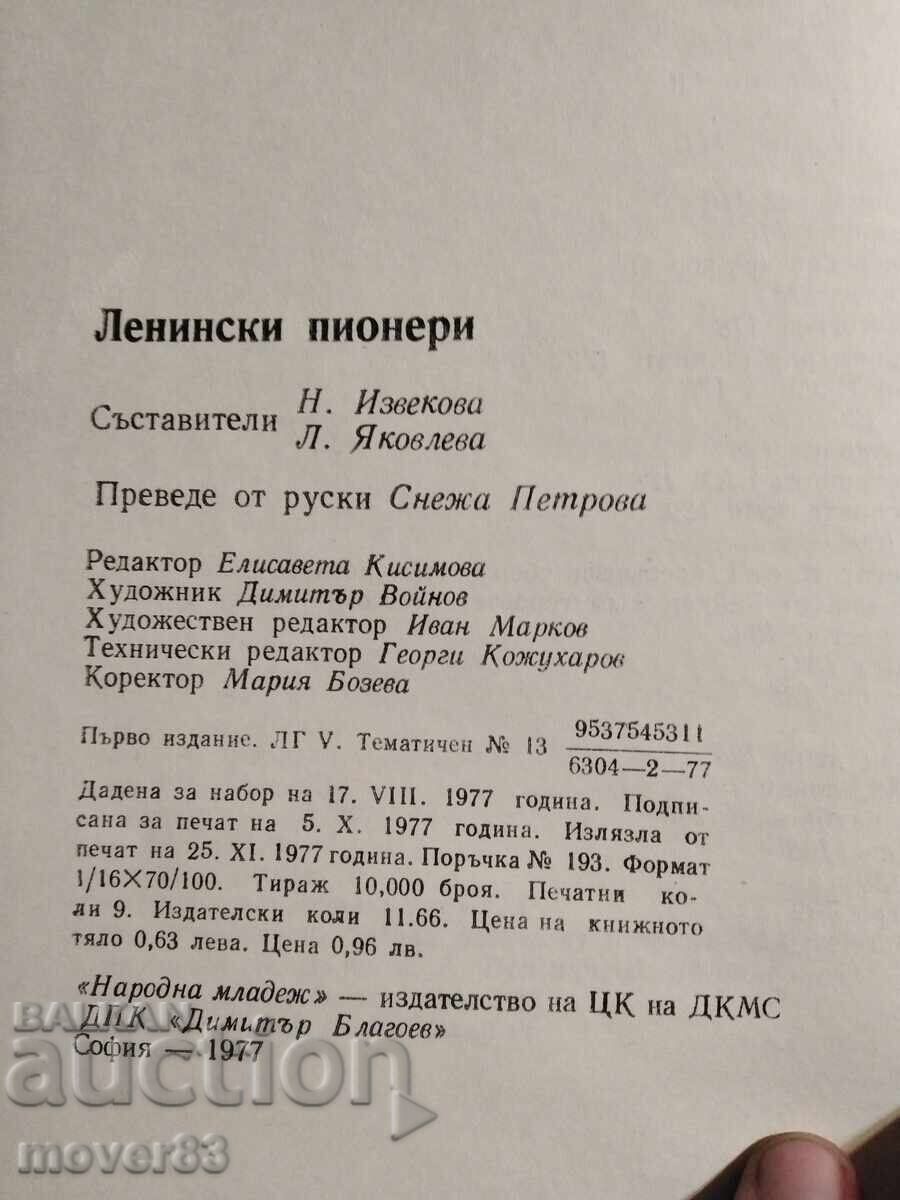 Ленински пионери
Съставители Н. Извекова
Л. Яковлева
Преведе от руски Снежа Петрова
Редактор Елисавета Кисимова
Художник Димитър Войнов
Художествен редактор Иван Марков
Технически редактор Георги Кожухаров
Коректор Мария Бозева
Първо издание. ЛГ V. Тематичен № 13 9537545311
6304—2—77
Дадена за набор на 17. VIII. 1977 година. Подпи-
сана за печат на 5. X. 1977 година. Излязла от
печат на 25. XI. 1977 година. Поръчка № 193. Формат
1/16X70/100. Тираж 10,000 броя. Печатни ко-
ли 9. Издателски коли 11.66. Цена на книжното
тяло 0,63 лева. Цена 0,96 лв.
«Народна младеж» — издателство на ЦК на ДКМС
ДПК «Димитър Благоев»
София — 1977
BALKAN
auction
mover83